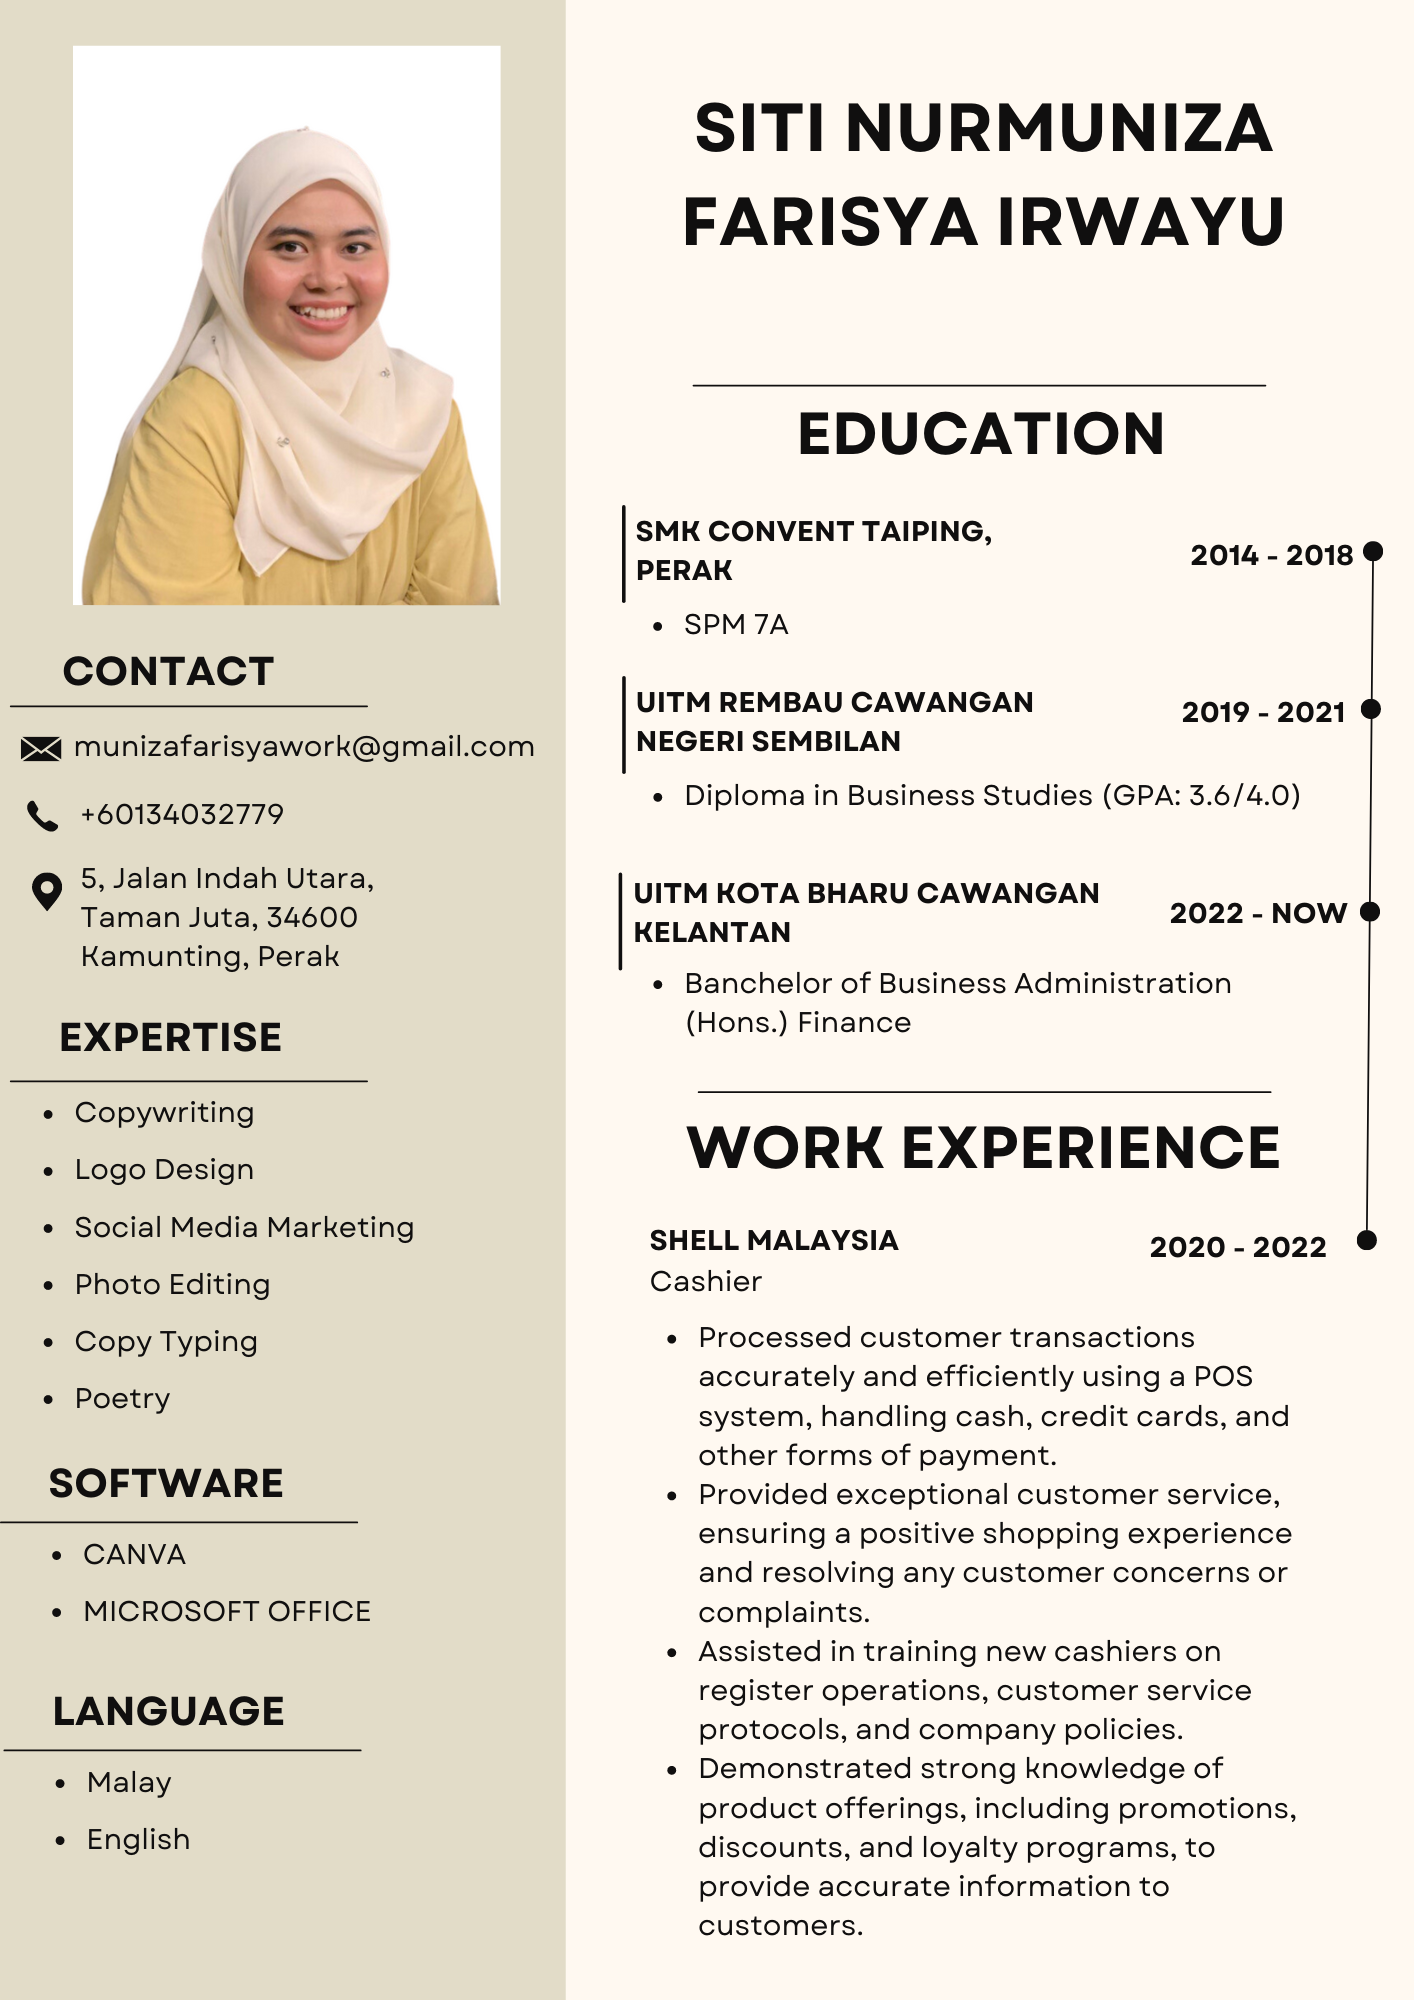 SITI NURMUNIZA
FARISYA IRWAYU
CONTACT
munizafarisyawork@gmail.com
+60134032779
5, Jalan Indah Utara,
Taman Juta, 34600
Kamunting, Perak
EXPERTISE
• Copywriting
• Logo Design
• Social Media Marketing
• Photo Editing
• Copy Typing
• Poetry
SOFTWARE
• CANVA
• MICROSOFT OFFICE
LANGUAGE
• Malay
• English
EDUCATION
SMK CONVENT TAIPING,
PERAK
2014 - 2018
• SPM 7A
UITM REMBAU CAWANGAN
NEGERI SEMBILAN
2019 - 2021
• Diploma in Business Studies (GPA: 3.6/4.0)
UITM KOTA BHARU CAWANGAN
KELANTAN
2022 - NOW
• Banchelor of Business Administration
(Hons.) Finance
WORK EXPERIENCE
SHELL MALAYSIA
2020 - 2022
Cashier
• Processed customer transactions
accurately and efficiently using a POS
system, handling cash, credit cards, and
other forms of payment.
• Provided exceptional customer service,
ensuring a positive shopping experience
and resolving any customer concerns or
complaints.
• Assisted in training new cashiers on
register operations, customer service
protocols, and company policies.
• Demonstrated strong knowledge of
product offerings, including promotions,
discounts, and loyalty programs, to
provide accurate information to
customers.